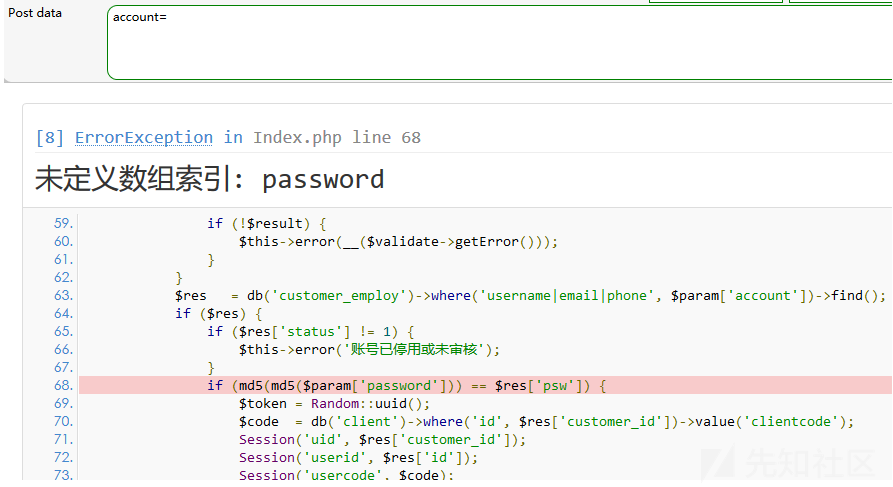 Post data
account=
[8] ErrorException in Index.php line 68
未定义数组索引: password
59. if (!$result) {
60. $this->error(__($validate->getError()));
61. }
62. }
63. $res = db('customer_employ')->where('username|email|phone', $param['account'])->find();
64. if ($res) {
65. if ($res['status'] != 1) {
66. $this->error('账号已停用或未审核');
67. }
68. if (md5(md5($param['password'])) == $res['psw']) {
69. $token = Random::uuid();
70. $code = db('client')->where('id', $res['customer_id'])->value('clientcode');
71. Session('uid', $res['customer_id']);
72. Session('userid', $res['id']);
73. Session('usercode', $code);
先知社区